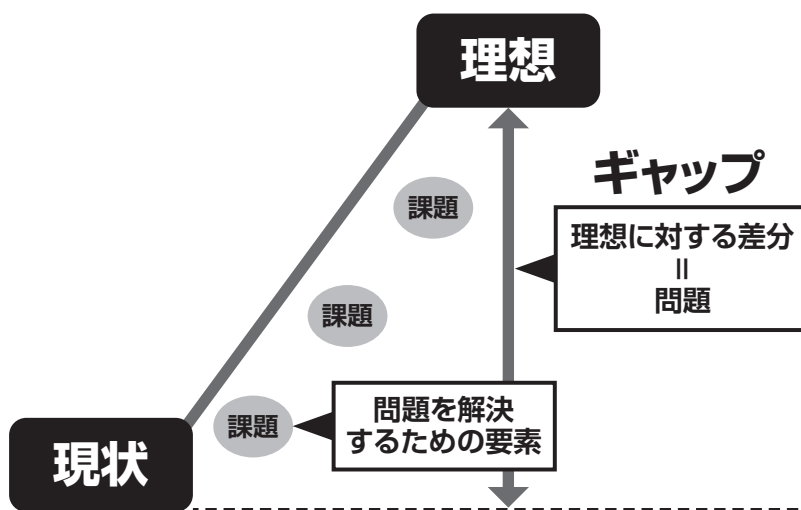 理想
ギャップ
理想に対する差分
=
問題
課題
課題
課題
問題を解決
するための要素
現状